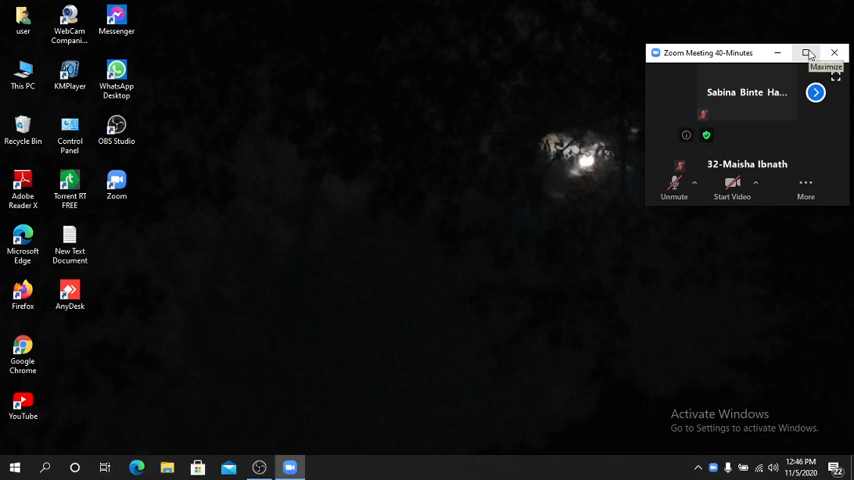 user
WebCam
Compani...
Messenger
This PC
KMPlayer
WhatsApp
Desktop
Recycle Bin
Control
Panel
OBS Studio
Adobe
Reader X
Torrent RT
FREE
Zoom
Microsoft
Edge
New Text
Document
Firefox
AnyDesk
Google
Chrome
YouTube
Zoom Meeting 40-Minutes
Maximize
Sabina Binte Ha...
32-Maisha Ibnath
Unmute
Start Video
More
Activate Windows
Go to Settings to activate Windows.
12:46 PM
11/5/2020
22